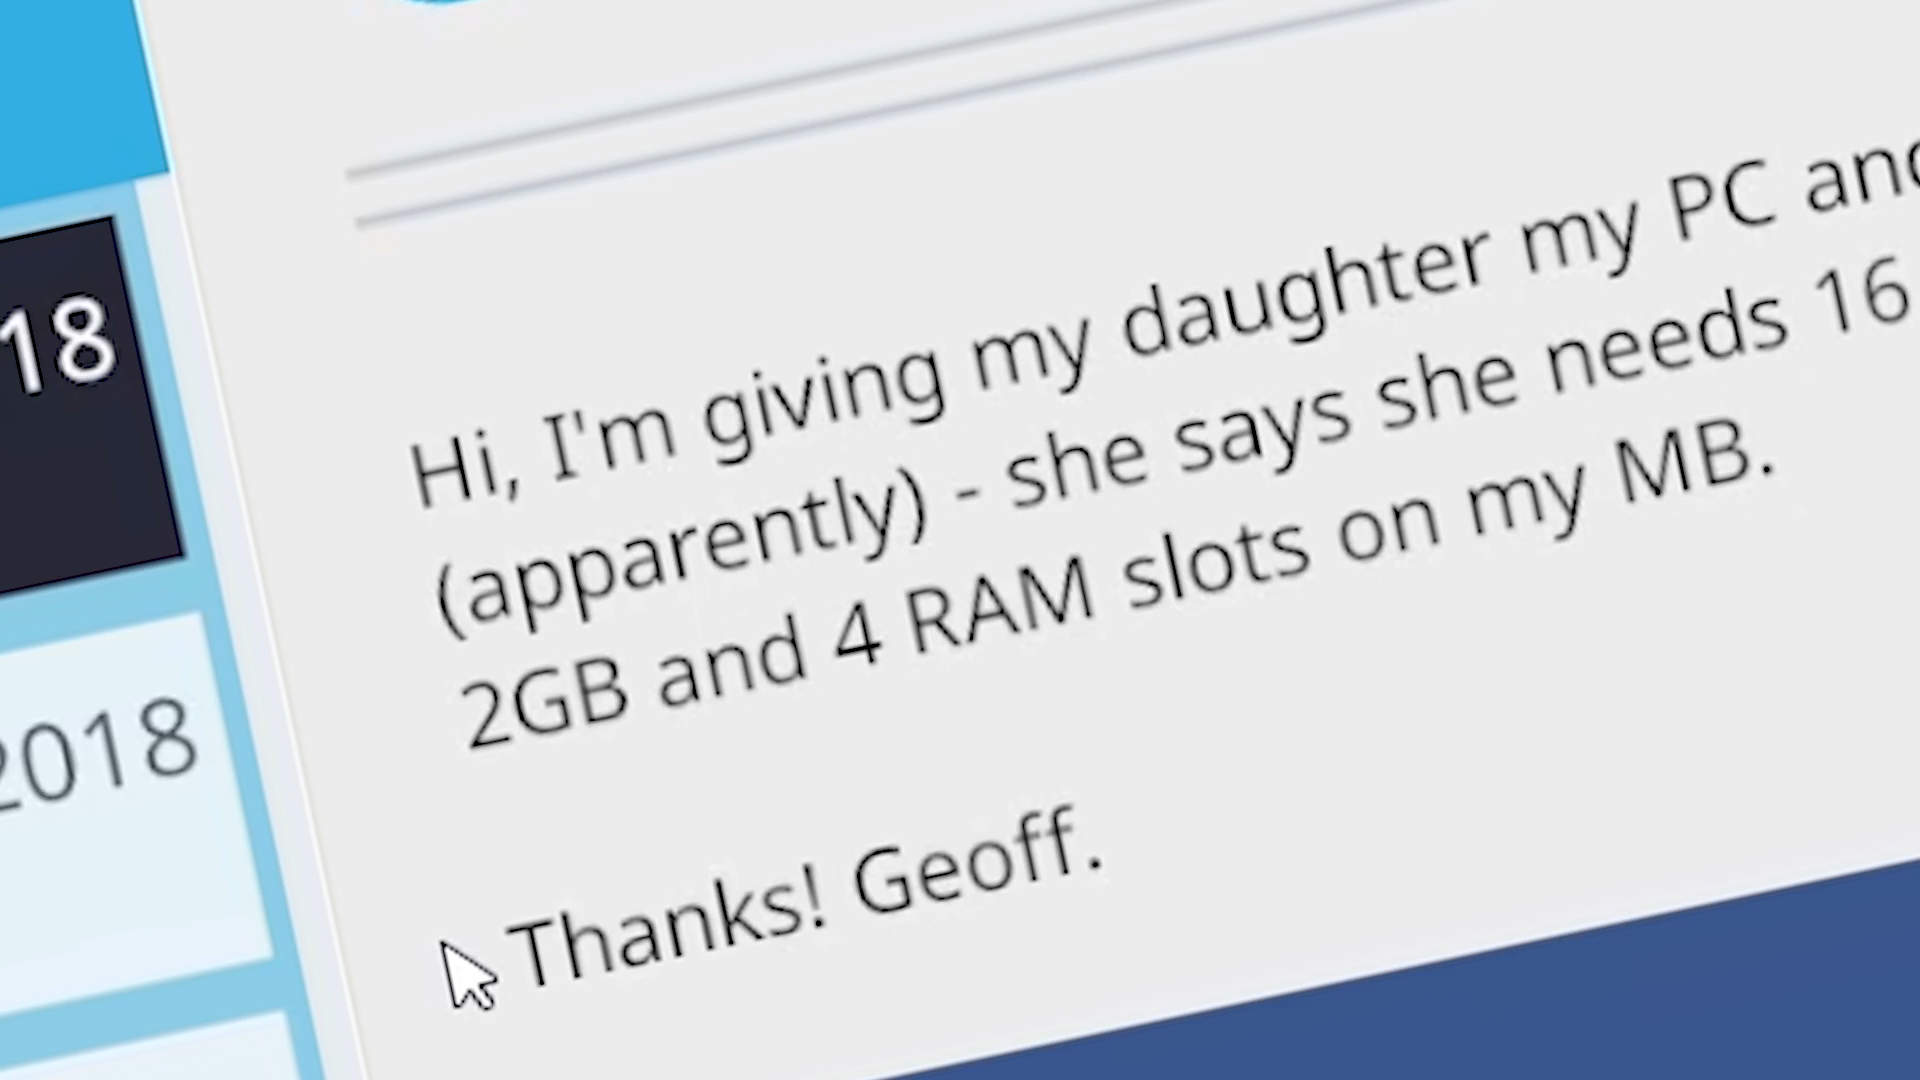 18
2018
Hi, I'm giving my daughter my PC and
(apparently) - she says she needs 16
2GB and 4 RAM slots on my MB.
Thanks! Geoff.